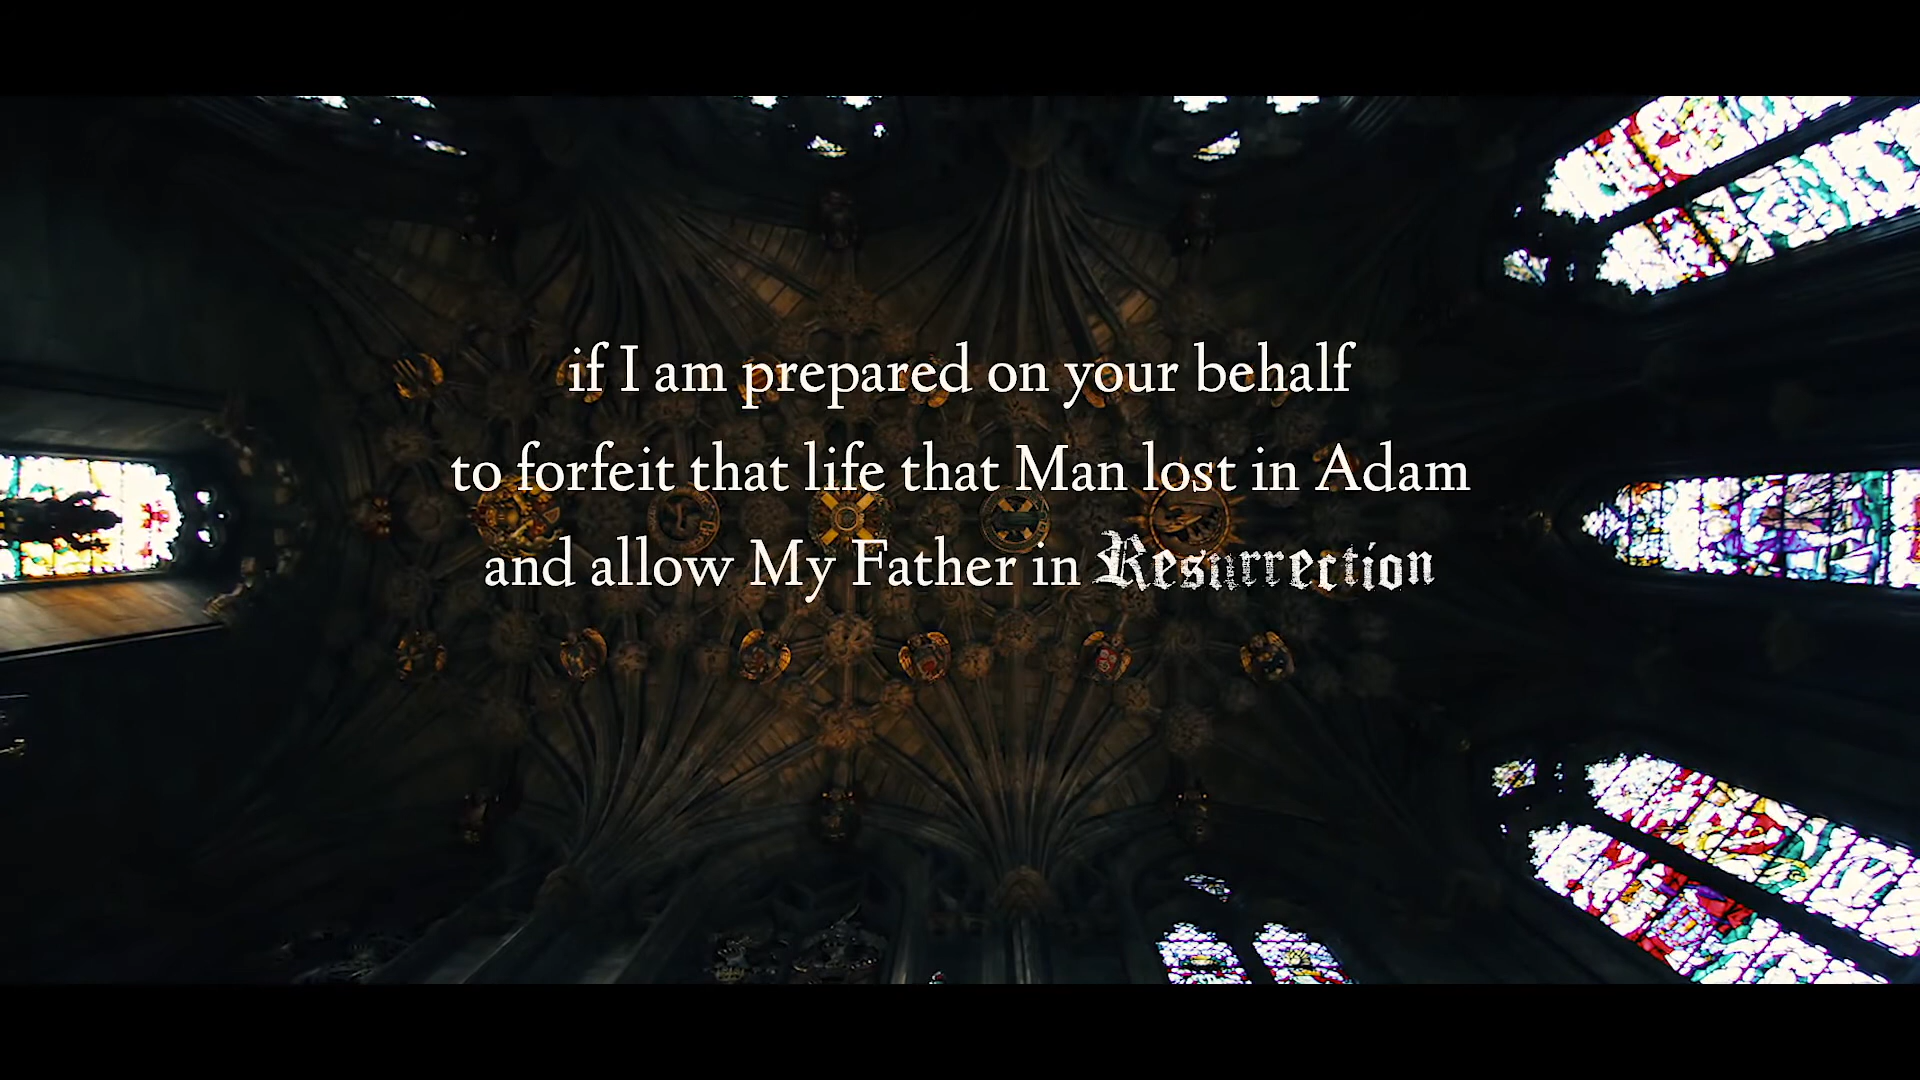 if I am prepared on your behalf
to forfeit that life that Man lost in Adam
and allow My Father in Resurrection